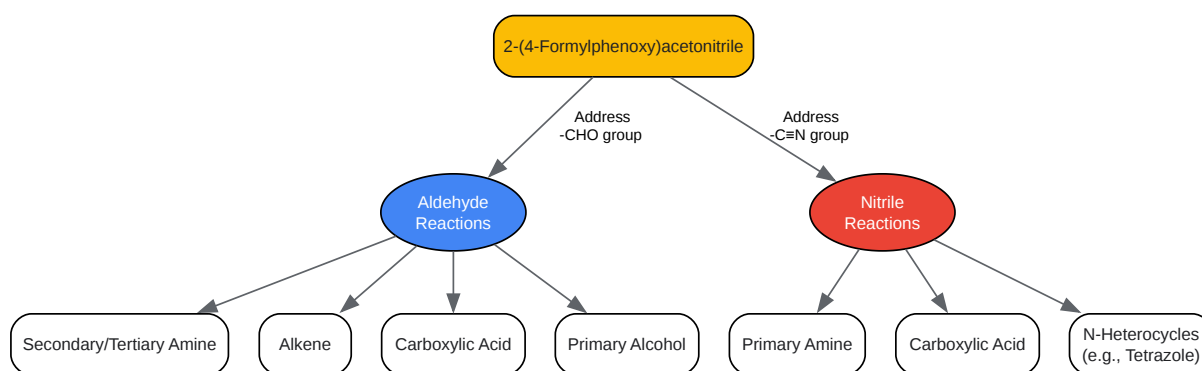 2-(4-Formylphenoxy)acetonitrile
Address
-CHO group
Address
-C≡N group
Aldehyde
Reactions
Nitrile
Reactions
Secondary/Tertiary Amine
Alkene
Carboxylic Acid
Primary Alcohol
Primary Amine
Carboxylic Acid
N-Heterocycles
(e.g., Tetrazole)